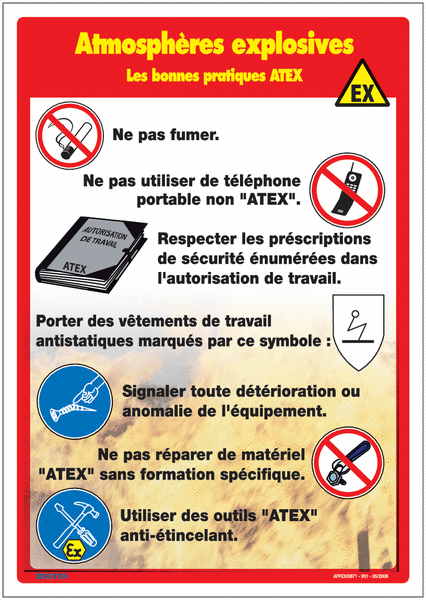 Atmosphères explosives
Les bonnes pratiques ATEX
EX
Ne pas fumer.
Ne pas utiliser de téléphone
portable non "ATEX".
AUTORISATION
DE TRAVAIL
ATEX
Respecter les préscriptions
de sécurité énumérées dans
l'autorisation de travail.
Porter des vêtements de travail
antistatiques marqués par ce symbole :
Signaler toute détérioration ou
anomalie de l'équipement.
Ne pas réparer de matériel
"ATEX" sans formation spécifique.
Utiliser des outils "ATEX"
anti-étincelant.
Ex